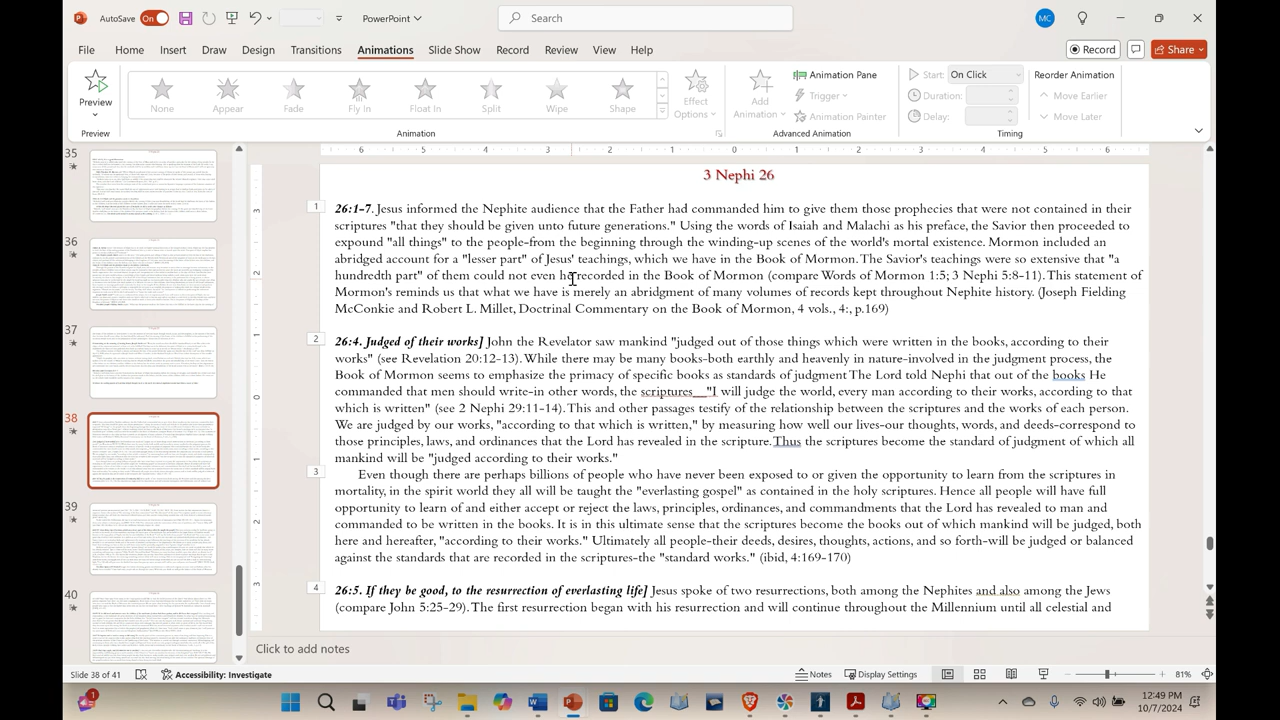 AutoSave On PowerPoint Search MC
File Home Insert Draw Design Transitions Animations Slide Show Record Review View Help Record Share
Preview None Appear Fade Fly In Float In Split Wipe Shape Effect Options Add Animation Animation Pane Trigger Animation Painter Start: On Click Duration: Delay: Reorder Animation Move Earlier Move Later
Preview Animation Advanced Animation Timing
35
36
37
38
39
40
3 Nephi 26
26:1-7. Jesus informed the Nephites that the Father had commanded him to give them those prophecies that were not contained in their
scriptures "that they should be given unto future generations." Using the words of Isaiah and Malachi as his preface, the Savior then proceeded to
expound "all things" to the people from the beginning through the winding-up scenes of this world's mortal existence. Mormon included an
abridged account or a "lesser part" of these teachings, which we have in the Book of Mormon. The Savior's teachings were so extensive that "a
hundredth part" of them could not even be recorded in the Book of Mormon (compare Words of Mormon 1:5; 3 Nephi 5:8-11). This statement of
Mormon's reminds us that what we have is merely an abridgment of many volumes of records kept throughout Nephite history. (Joseph Fielding
McConkie and Robert L. Millet, Doctrinal Commentary on the Book of Mormon, 4 vols., 4:, p.169)
26:4. Judged of their works] John the Revelator saw mankind "judged out of those things which were written in the books, according to their
works" (see Revelation 20:12-13). While there may be many books-both earthly and heavenly in nature-involved in the judgment process, the
Book of Mormon seems to emphasize the primacy of specific books as standards of judgment. The Lord told Nephi that out of the books He
commanded that men should write-in other words, the scriptures "I will judge the world, every man according to their works, according to that
which is written" (see 2 Nephi 29:11-14). This and other passages testify of the relationship between the scriptures and the works of each person.
We are judged by our works, "according to that which is written," by measuring how well our lives-our thoughts, words, and deeds-correspond to
those principles, laws, and ordinances that the Lord has revealed in the scripture. Thus the scriptures become the standard of judgment of which all
mankind will be "judged according to their works."
Even though there are perhaps billions of people who have never been exposed to or had the opportunity to learn from the scriptures in
mortality, in the spirit world they all will be taught the "everlasting gospel" as contained in the holy scriptures. Hence all people will have full
opportunity to learn and apply in their lives the laws, principles, ordinances, and commandments that the Lord has revealed to man and
commanded to be written in books. It is in this ultimate sense that the scriptures become the books out of which mankind will be judged, both
here and hereafter, "according to their works." Ultimately all people-their deeds, desires, thoughts, actions, and so forth-will be judged or balanced
against the standards that are found in the scriptures-the "standard works." (ibid, 4:169-170)
26:5. If they be good, to the resurrection of everlasting life] Jesus spoke of two resurrections both among the Nephites and also among the Jews
(compare John 5:25-29). The first resurrection began with his resurrection and will continue throughout the Millennium until all celestial and
Click to add notes
Slide 38 of 41 Accessibility: Investigate Notes Display Settings 81%
12:49 PM
10/7/2024